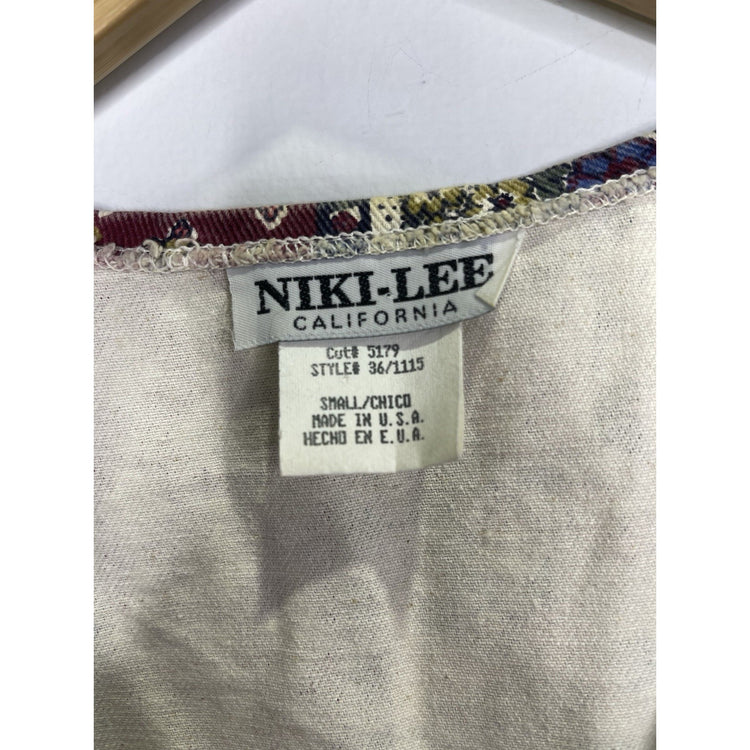 NIKI-LEE
CALIFORNIA
Cut# 5179
STYLE# 36/1115
SMALL/CHICO
MADE IN U.S.A.
HECHO EN E.U.A.